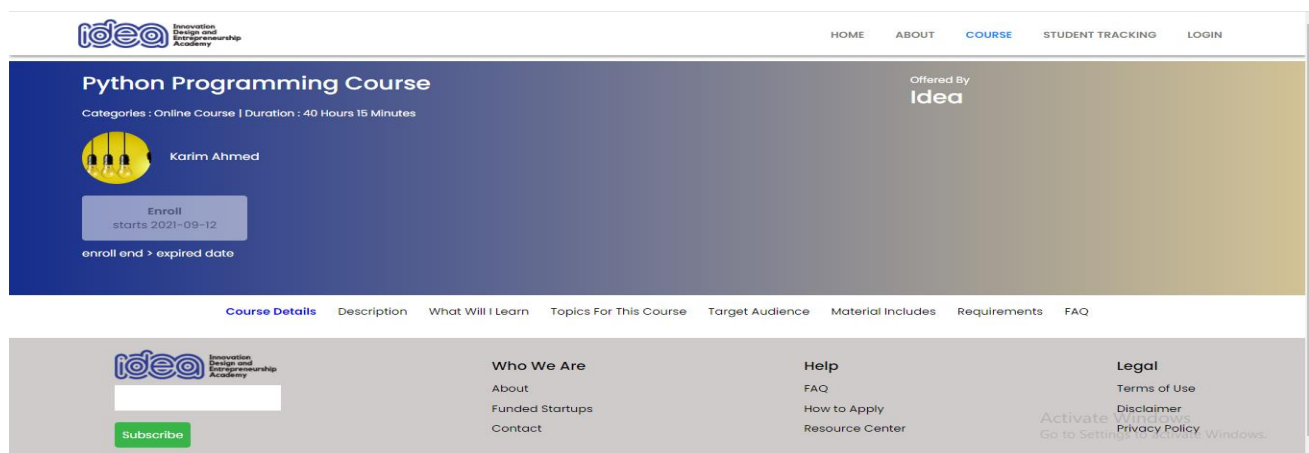 idea Innovation
Design and
Entrepreneurship
Academy
HOME ABOUT COURSE STUDENT TRACKING LOGIN
Python Programming Course
Categories : Online Course | Duration : 40 Hours 15 Minutes
Offered By
Idea
Karim Ahmed
Enroll
starts 2021-09-12
enroll end > expired date
Course Details Description What Will I Learn Topics For This Course Target Audience Material Includes Requirements FAQ
idea Innovation
Design and
Entrepreneurship
Academy
Subscribe
Who We Are
About
Funded Startups
Contact
Help
FAQ
How to Apply
Resource Center
Legal
Terms of Use
Disclaimer
Privacy Policy
Activate Windows
Go to Settings to activate Windows.